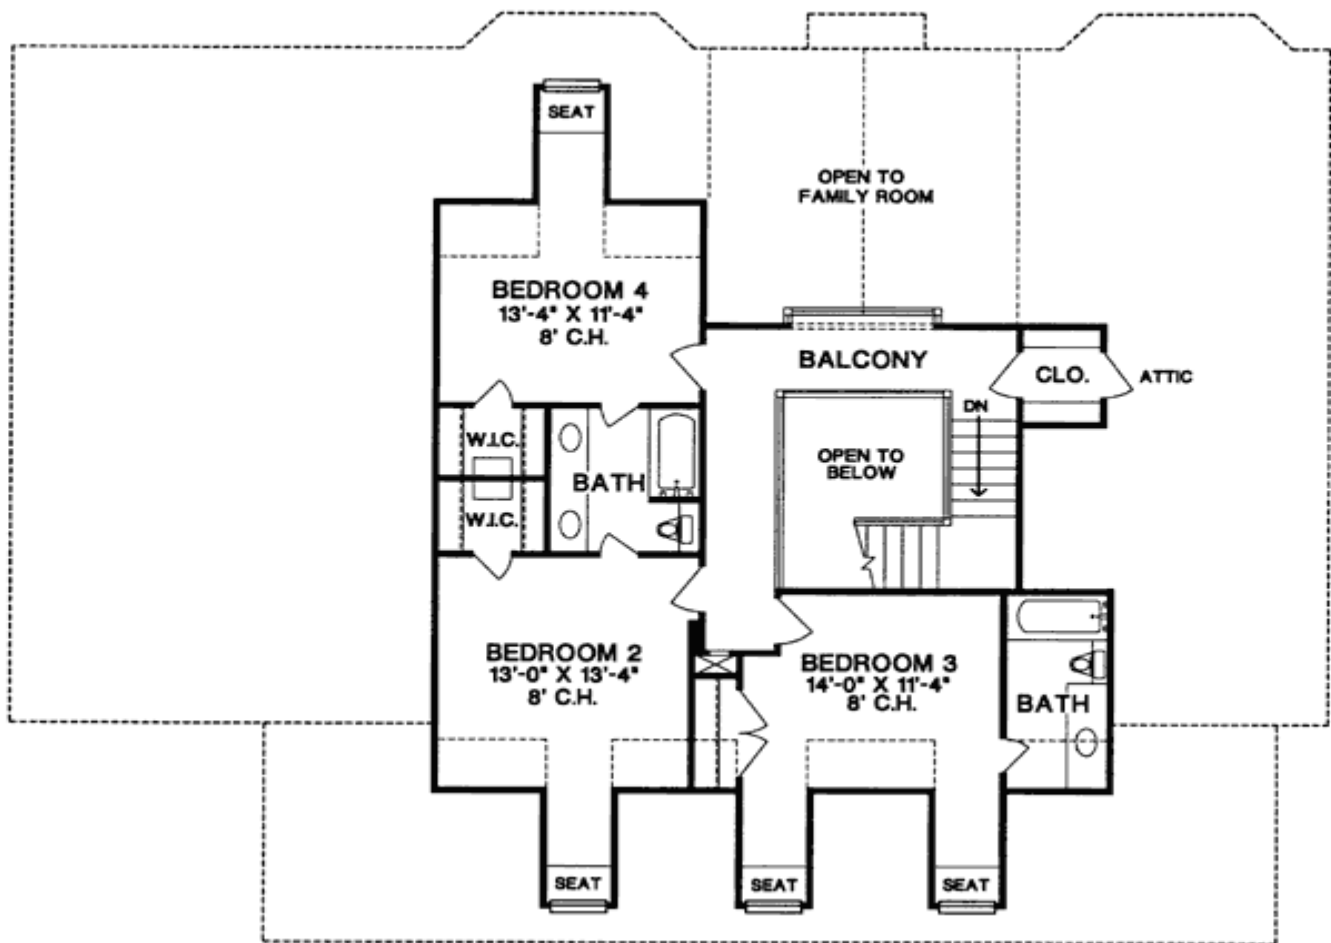 SEAT
OPEN TO
FAMILY ROOM
BEDROOM 4
13'-4" X 11'-4"
8' C.H.
BALCONY
CLO.
ATTIC
DN
W.I.C.
OPEN TO
BELOW
BATH
W.I.C.
BEDROOM 2
13'-0" X 13'-4"
8' C.H.
BEDROOM 3
14'-0" X 11'-4"
8' C.H.
BATH
SEAT
SEAT
SEAT